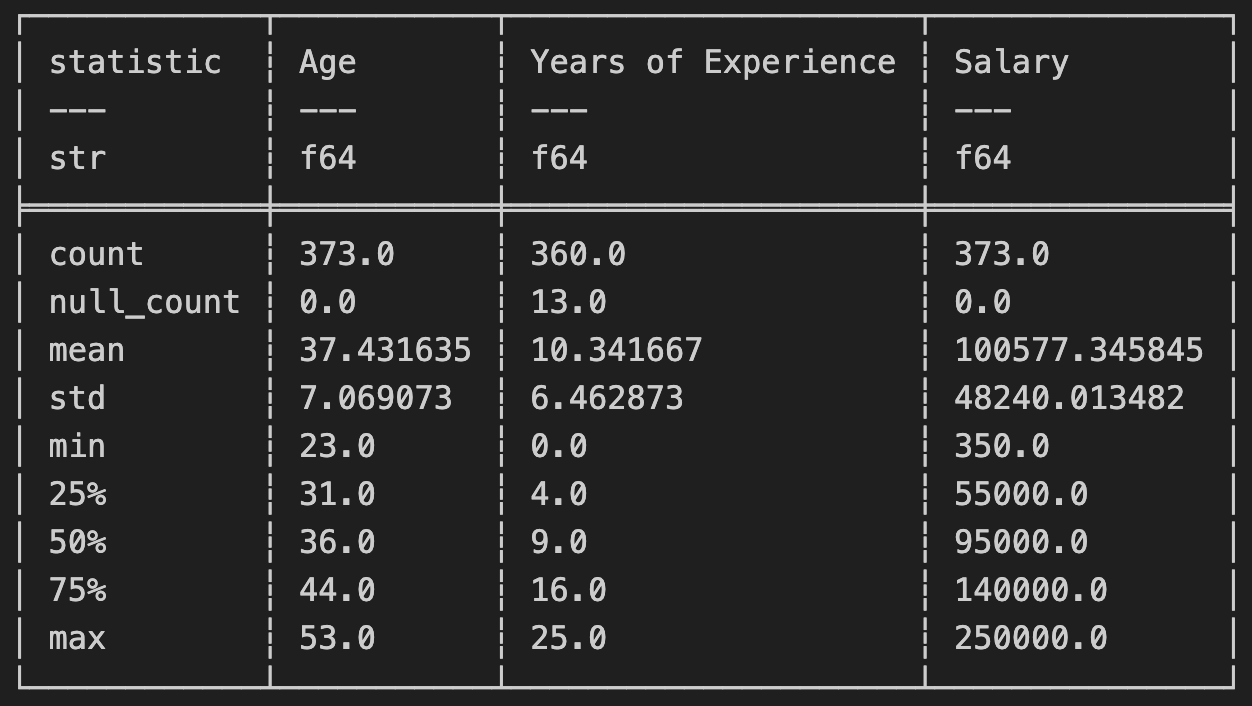 statistic Age Years of Experience Salary
--- --- --- ---
str f64 f64 f64
count 373.0 360.0 373.0
null_count 0.0 13.0 0.0
mean 37.431635 10.341667 100577.345845
std 7.069073 6.462873 48240.013482
min 23.0 0.0 350.0
25% 31.0 4.0 55000.0
50% 36.0 9.0 95000.0
75% 44.0 16.0 140000.0
max 53.0 25.0 250000.0